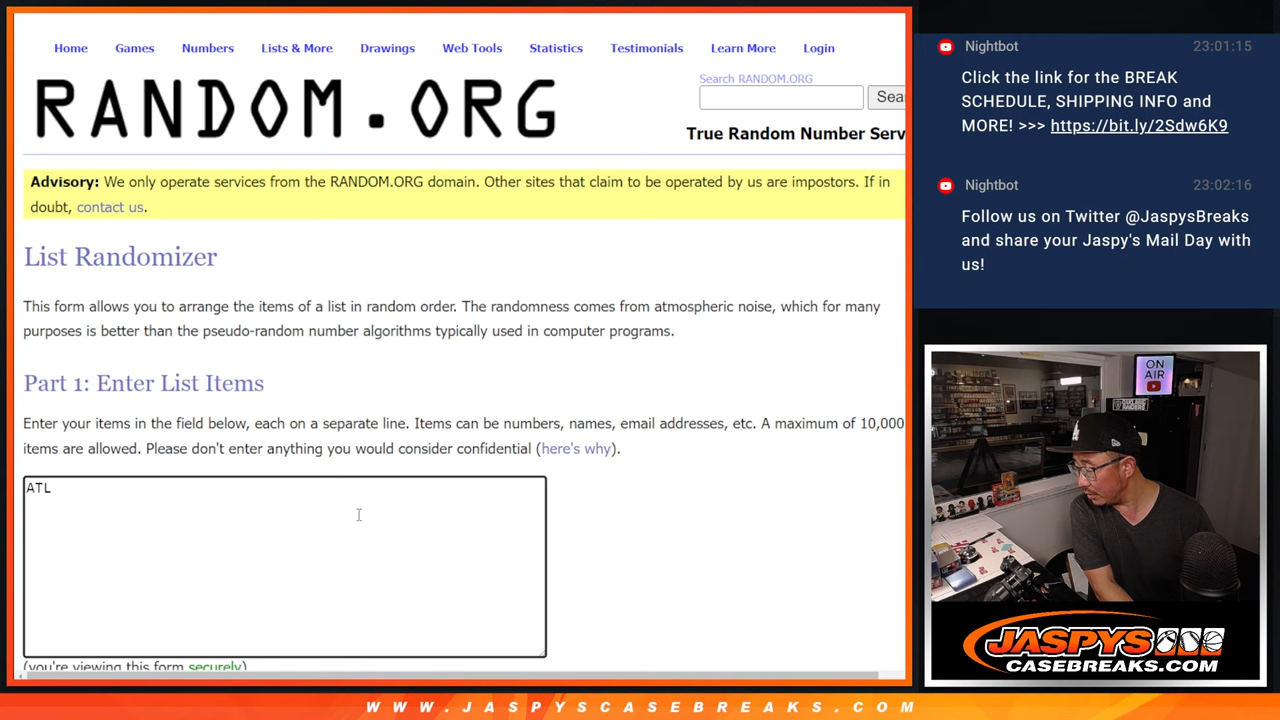 Home Games Numbers Lists & More Drawings Web Tools Statistics Testimonials Learn More Login
RANDOM.ORG
Search RANDOM.ORG
Sea
True Random Number Serv
Advisory: We only operate services from the RANDOM.ORG domain. Other sites that claim to be operated by us are impostors. If in
doubt, contact us.
List Randomizer
This form allows you to arrange the items of a list in random order. The randomness comes from atmospheric noise, which for many
purposes is better than the pseudo-random number algorithms typically used in computer programs.
Part 1: Enter List Items
Enter your items in the field below, each on a separate line. Items can be numbers, names, email addresses, etc. A maximum of 10,000
items are allowed. Please don't enter anything you would consider confidential (here's why).
ATL
(you're viewing this form securely)
Nightbot 23:01:15
Click the link for the BREAK
SCHEDULE, SHIPPING INFO and
MORE! >>> https://bit.ly/2Sdw6K9
Nightbot 23:02:16
Follow us on Twitter @JaspysBreaks
and share your Jaspy's Mail Day with
us!
ON
AIR
JASPYS
CASEBREAKS.COM
WWW.JASPYSCASEBREAKS.COM